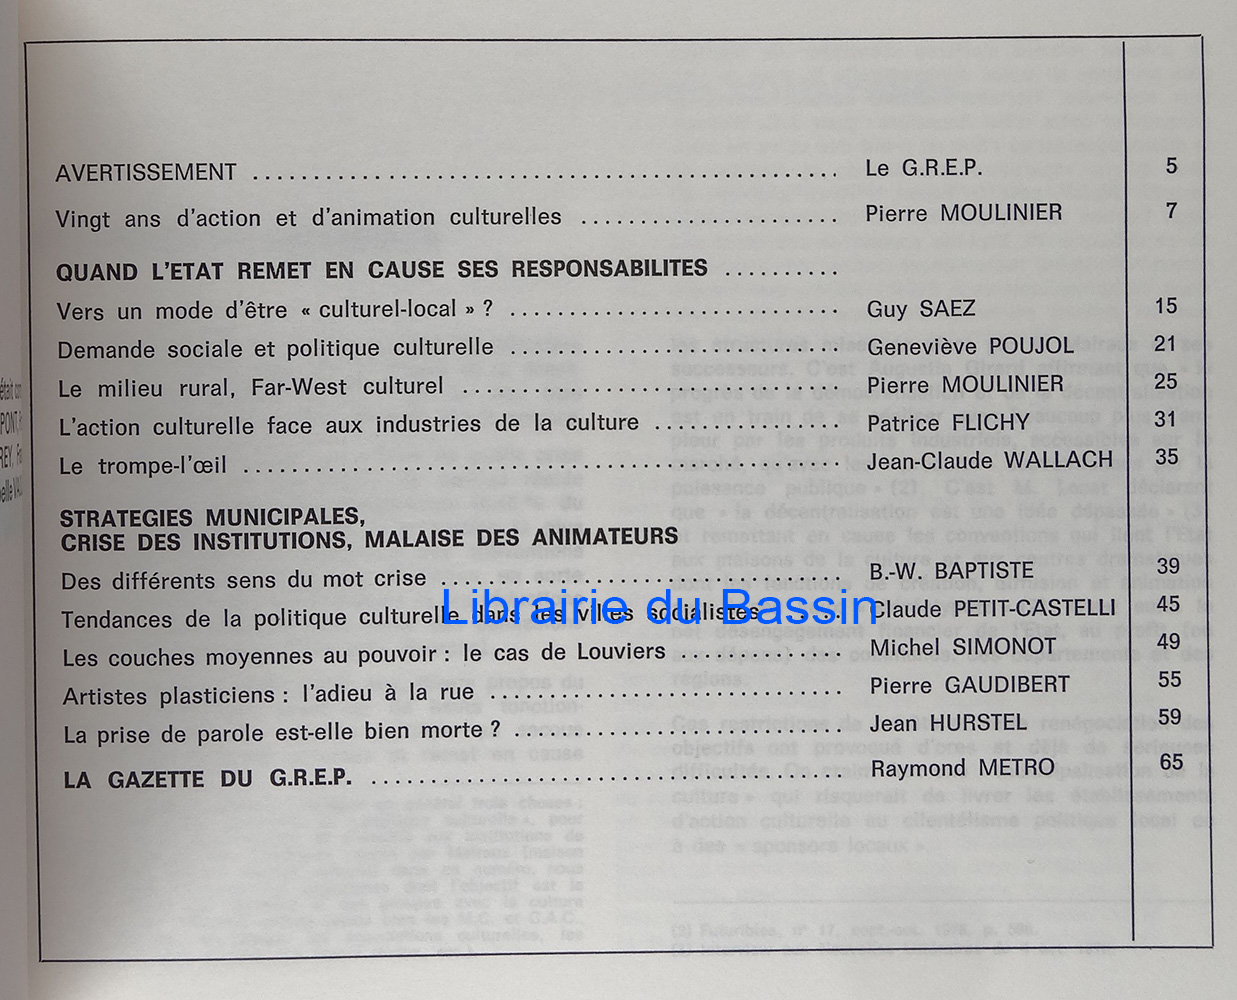 AVERTISSEMENT ........ Le G.R.E.P. 5
Vingt ans d'action et d'animation culturelles ........ Pierre MOULINIER 7
QUAND L'ETAT REMET EN CAUSE SES RESPONSABILITES ........
Vers un mode d'être « culturel-local » ? ........ Guy SAEZ 15
Demande sociale et politique culturelle ........ Geneviève POUJOL 21
Le milieu rural, Far-West culturel ........ Pierre MOULINIER 25
L'action culturelle face aux industries de la culture ........ Patrice FLICHY 31
Le trompe-l'œil ........ Jean-Claude WALLACH 35
STRATEGIES MUNICIPALES,
CRISE DES INSTITUTIONS, MALAISE DES ANIMATEURS
Des différents sens du mot crise ........ B.-W. BAPTISTE 39
Tendances de la politique culturelle dans les villes socialistes ........ Claude PETIT-CASTELLI 45
Librairie du Bassin
Les couches moyennes au pouvoir : le cas de Louviers ........ Michel SIMONOT 49
Artistes plasticiens : l'adieu à la rue ........ Pierre GAUDIBERT 55
La prise de parole est-elle bien morte ? ........ Jean HURSTEL 59
LA GAZETTE DU G.R.E.P. ........ Raymond METRO 65